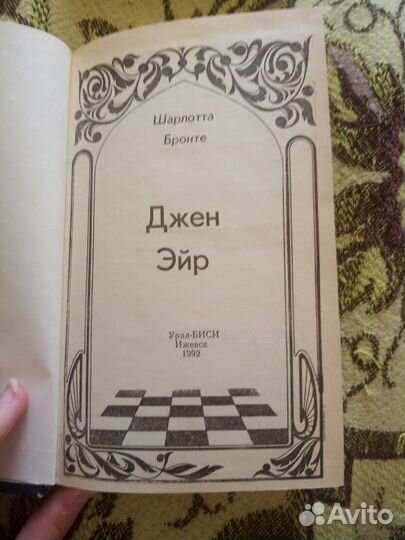 Шарлотта
Бронте
Джен
Эйр
Урал-БИСИ
Ижевск
1992
Avito